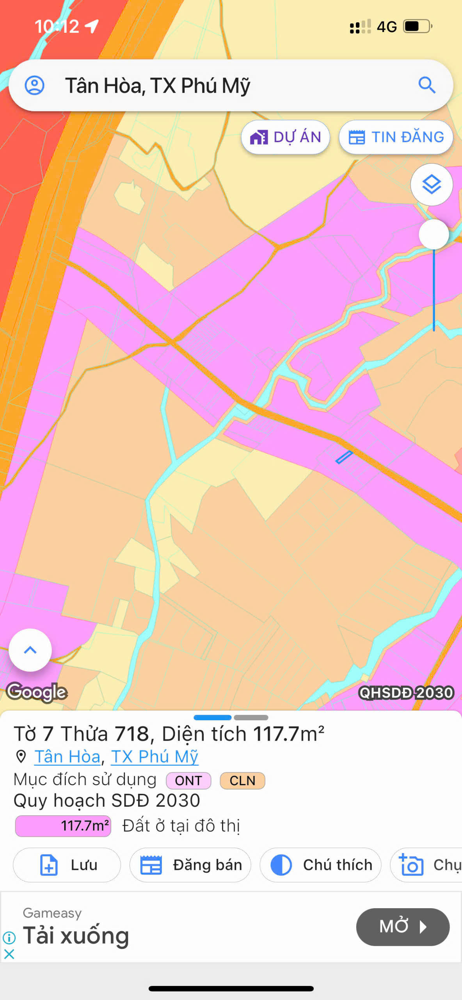 10:12
4G
Tân Hòa, TX Phú Mỹ
DỰ ÁN
TIN ĐĂNG
Google
QHSDĐ 2030
Tờ 7 Thửa 718, Diện tích 117.7m²
Tân Hòa, TX Phú Mỹ
Mục đích sử dụng ONT CLN
Quy hoạch SDĐ 2030
117.7m² Đất ở tại đô thị
Lưu
Đăng bán
Chú thích
Chụ
Gameasy
Tải xuống
MỞ